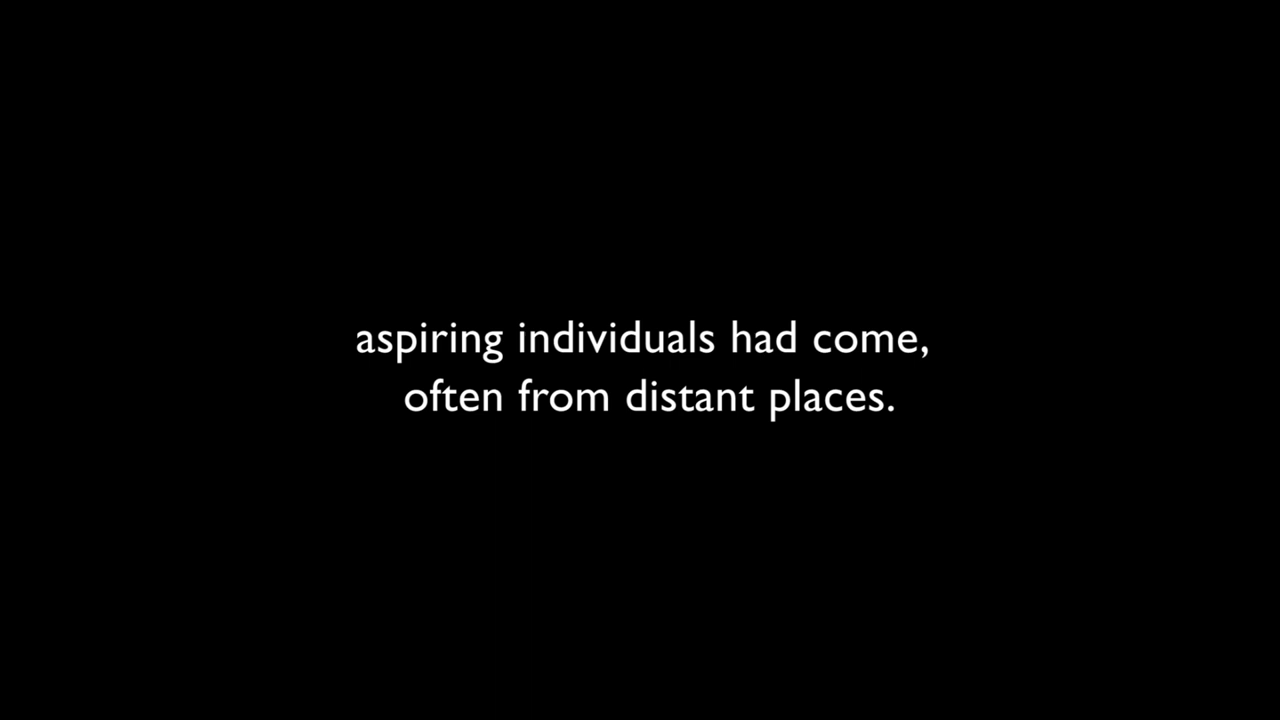 aspiring individuals had come,
often from distant places.